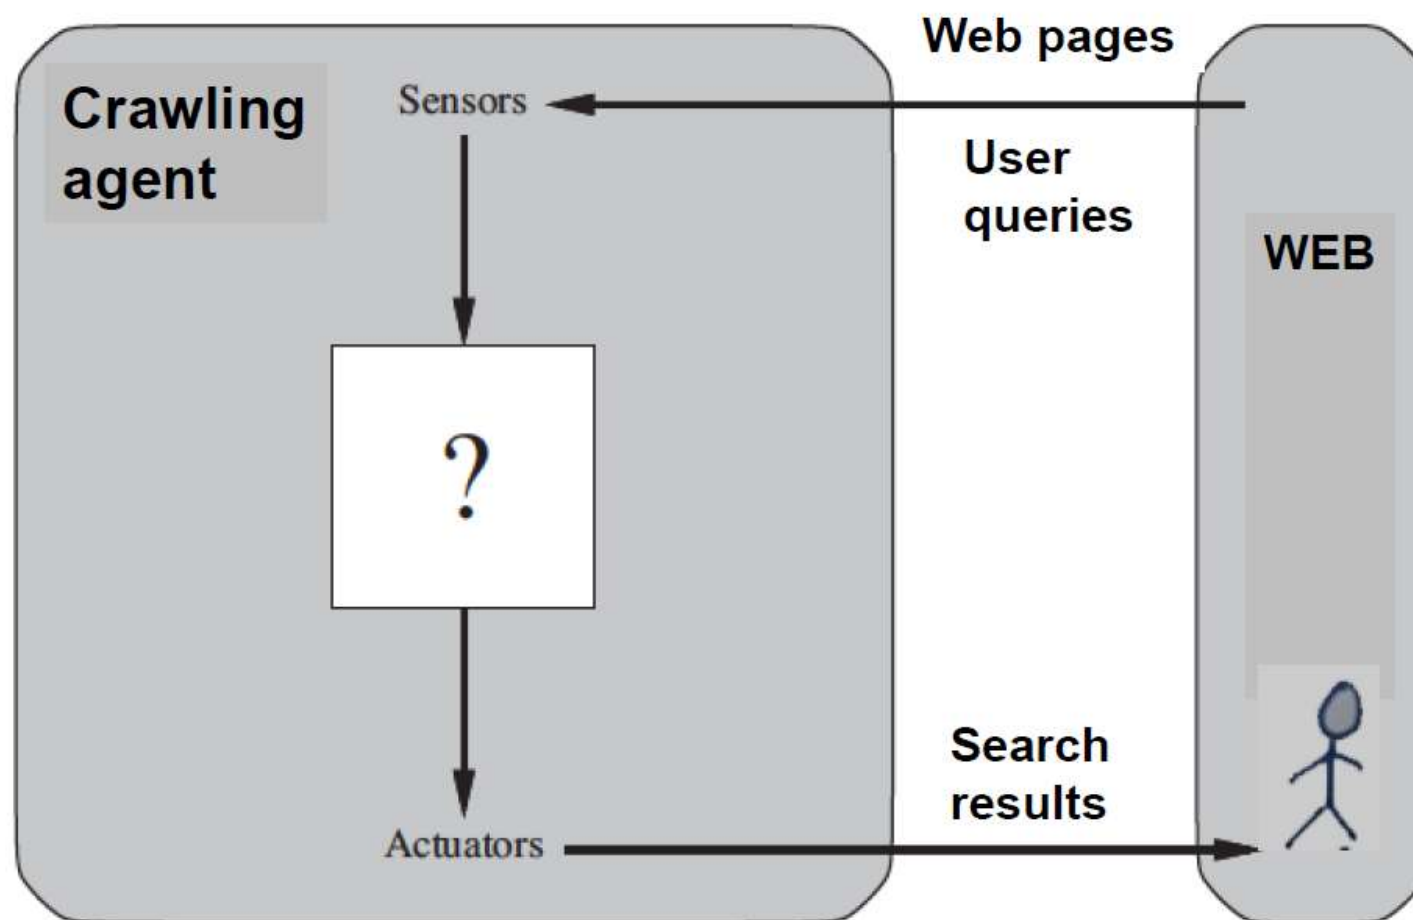 Web pages
Crawling
agent
Sensors
User
queries
WEB
?
Search
results
Actuators